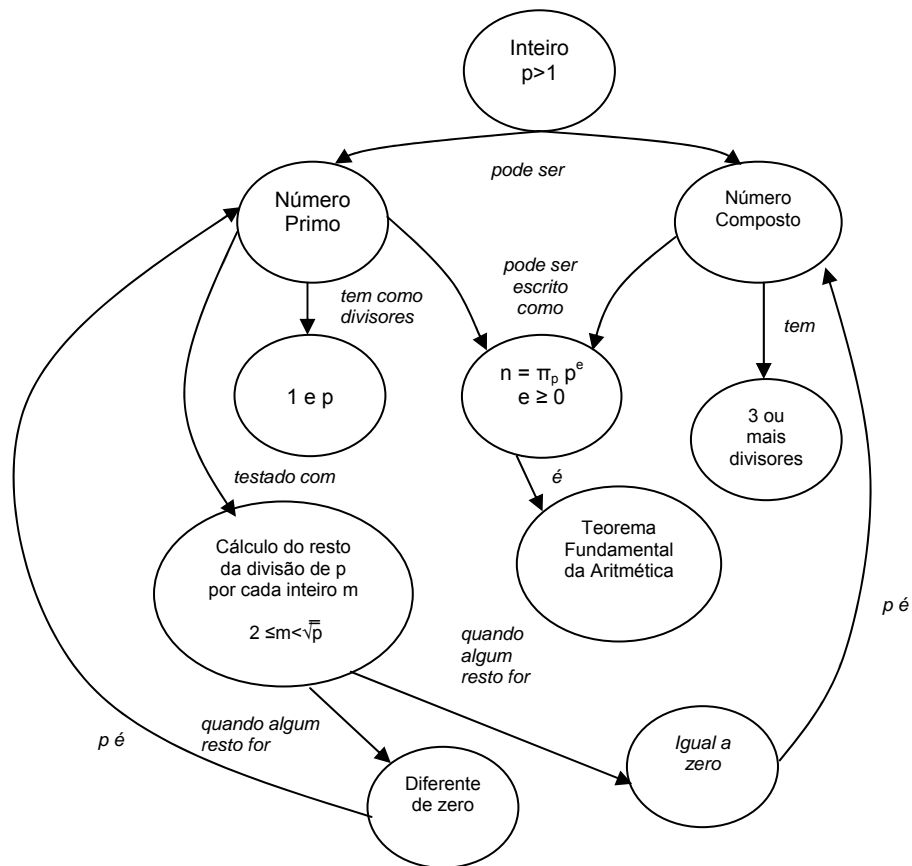 Inteiro
p>1
pode ser
Número
Primo
Número
Composto
tem como
divisores
pode ser
escrito
como
tem
1 e p
n = π_p p^e
e ≥ 0
3 ou
mais
divisores
testado com
é
Cálculo do resto
da divisão de p
por cada inteiro m
2 ≤m<√p
Teorema
Fundamental
da Aritmética
quando
algum
resto for
p é
p é
quando algum
resto for
Diferente
de zero
Igual a
zero